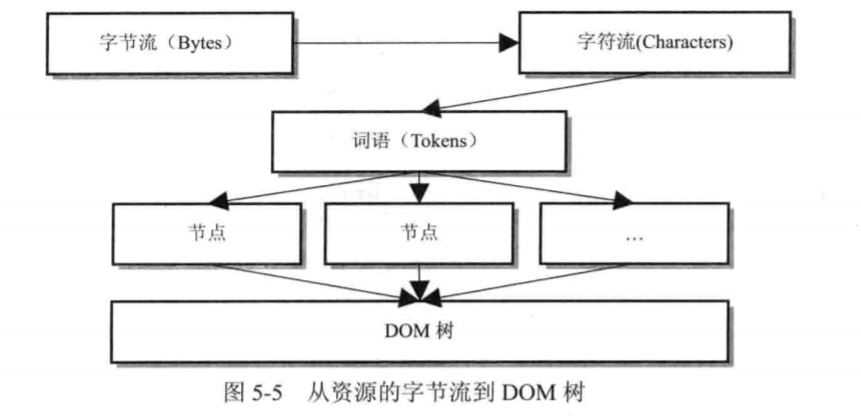 字节流（Bytes）
字符流(Characters)
词语（Tokens）
节点
节点
…
DOM 树
图 5-5 从资源的字节流到 DOM 树